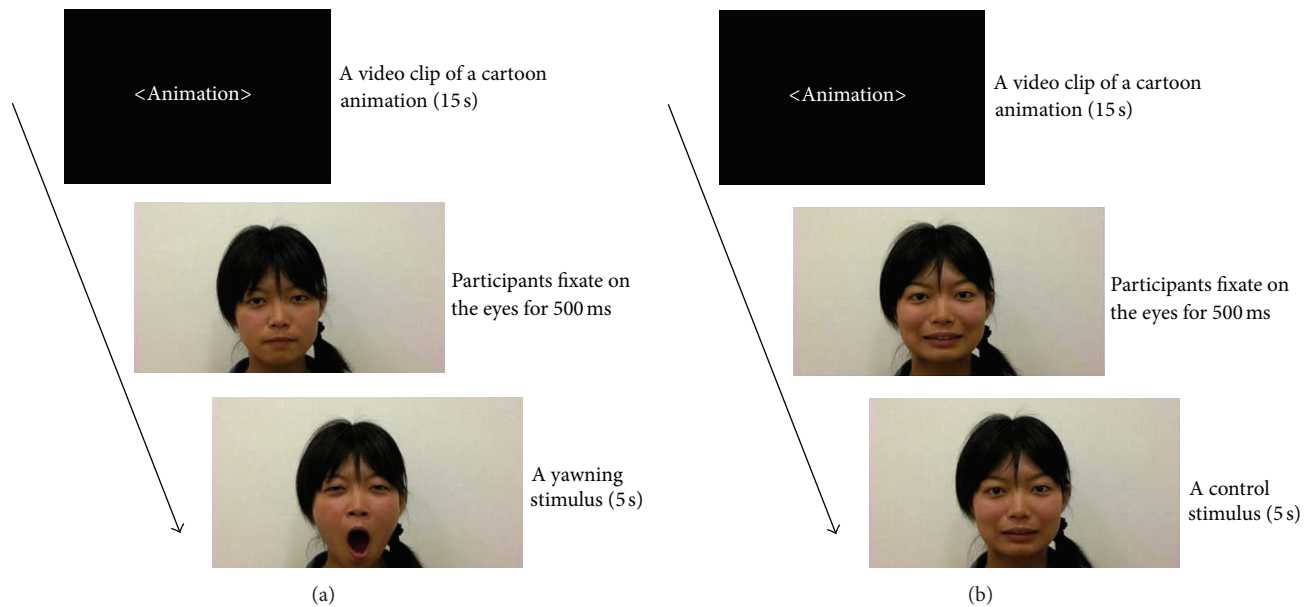 <Animation>
A video clip of a cartoon
animation (15 s)
Participants fixate on
the eyes for 500 ms
A yawning
stimulus (5 s)
(a)
<Animation>
A video clip of a cartoon
animation (15 s)
Participants fixate on
the eyes for 500 ms
A control
stimulus (5 s)
(b)